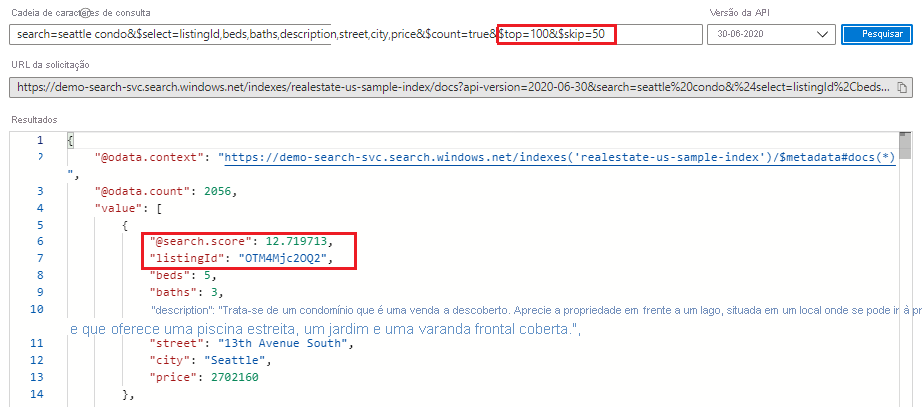 Cadeia de caracteres de consulta
Versão da API
search=seattle condo&$select=listingId,beds,baths,description,street,city,price&$count=true&$top=100&$skip=50
30-06-2020
Pesquisar
URL da solicitação
https://demo-search-svc.search.windows.net/indexes/realestate-us-sample-index/docs?api-version=2020-06-30&search=seattle%20condo&%24select=listingId%2Cbeds...
Resultados
1 {
2 "@odata.context": "https://demo-search-svc.search.windows.net/indexes('realestate-us-sample-index')/$metadata#docs(*)
",
3 "@odata.count": 2056,
4 "value": [
5 {
6 "@search.score": 12.719713,
7 "listingId": "OTM4Mjc2OQ2",
8 "beds": 5,
9 "baths": 3,
10 "description": "Trata-se de um condomínio que é uma venda a descoberto. Aprecie a propriedade em frente a um lago, situada em um local onde se pode ir à pr
e que oferece uma piscina estreita, um jardim e uma varanda frontal coberta.",
11 "street": "13th Avenue South",
12 "city": "Seattle",
13 "price": 2702160
14 },